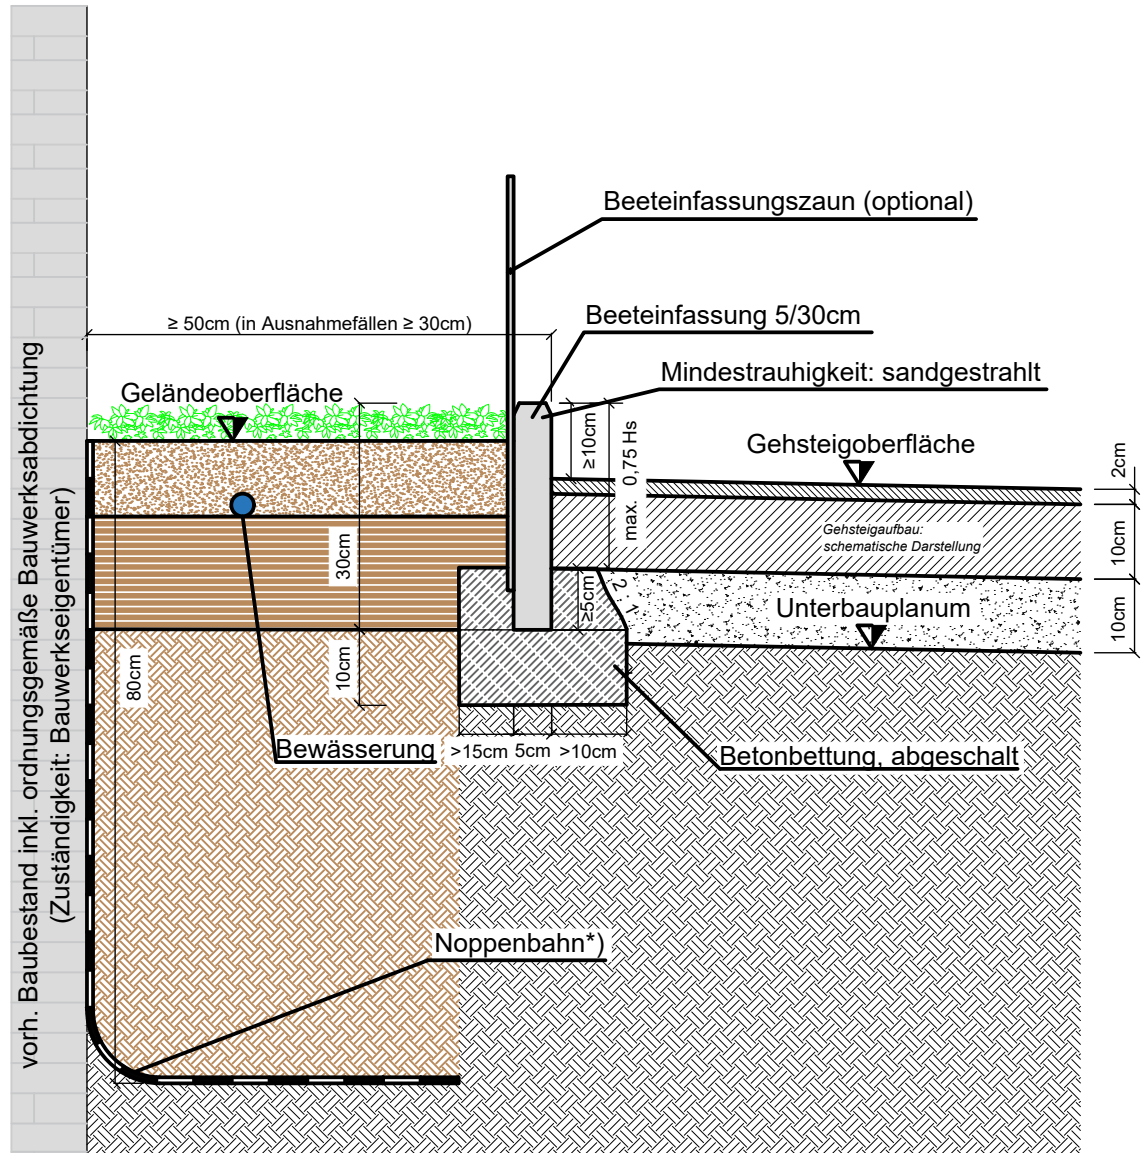 Beeteinfassungszaun (optional)
≥ 50cm (in Ausnahmefällen ≥ 30cm)
Beeteinfassung 5/30cm
Mindestrauhigkeit: sandgestrahlt
Geländeoberfläche
≥10cm
max. 0,75 Hs
Gehsteigoberfläche
2cm
Gehsteigaufbau:
schematische Darstellung
10cm
30cm
≥5cm
2 : 1
Unterbauplanum
10cm
10cm
80cm
Bewässerung
>15cm
5cm
>10cm
Betonbettung, abgeschalt
Noppenbahn*)
vorh. Baubestand inkl. ordnungsgemäße Bauwerksabdichtung
(Zuständigkeit: Bauwerkseigentümer)